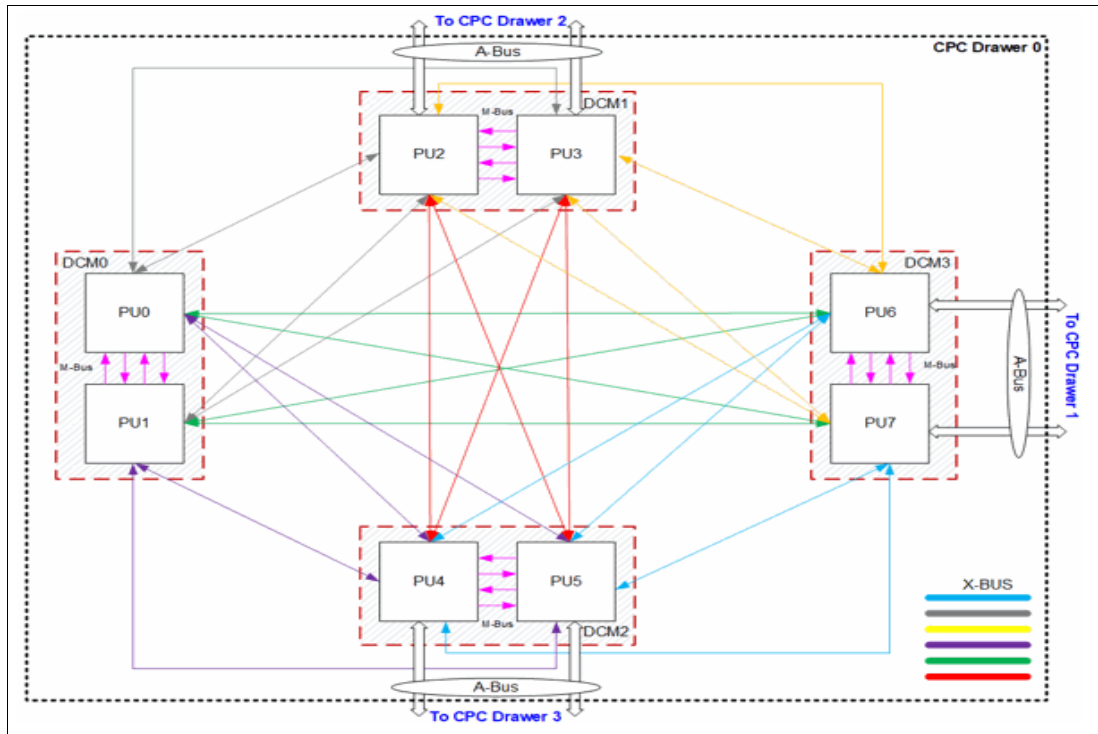 To CPC Drawer 2
A-Bus
CPC Drawer 0
DCM1
M-Bus
PU2
PU3
DCM0
PU0
M-Bus
PU1
DCM3
PU6
M-Bus
PU7
A-Bus
To CPC Drawer 1
PU4
PU5
M-Bus
DCM2
A-Bus
To CPC Drawer 3
X-BUS